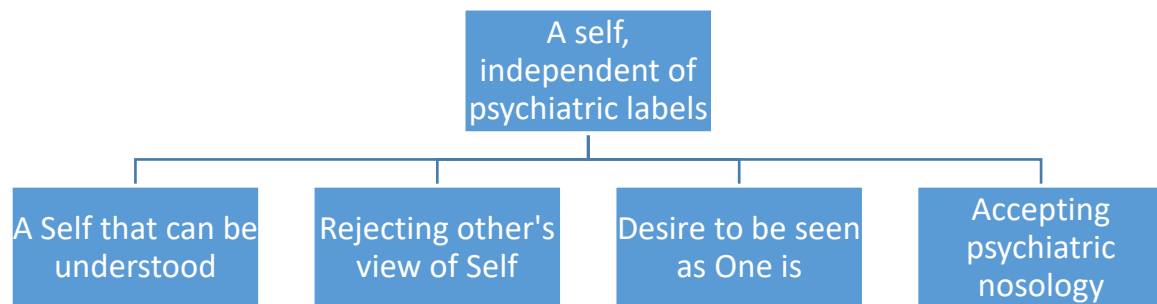 A self,
independent of
psychiatric labels
A Self that can be
understood
Rejecting other's
view of Self
Desire to be seen
as One is
Accepting
psychiatric
nosology